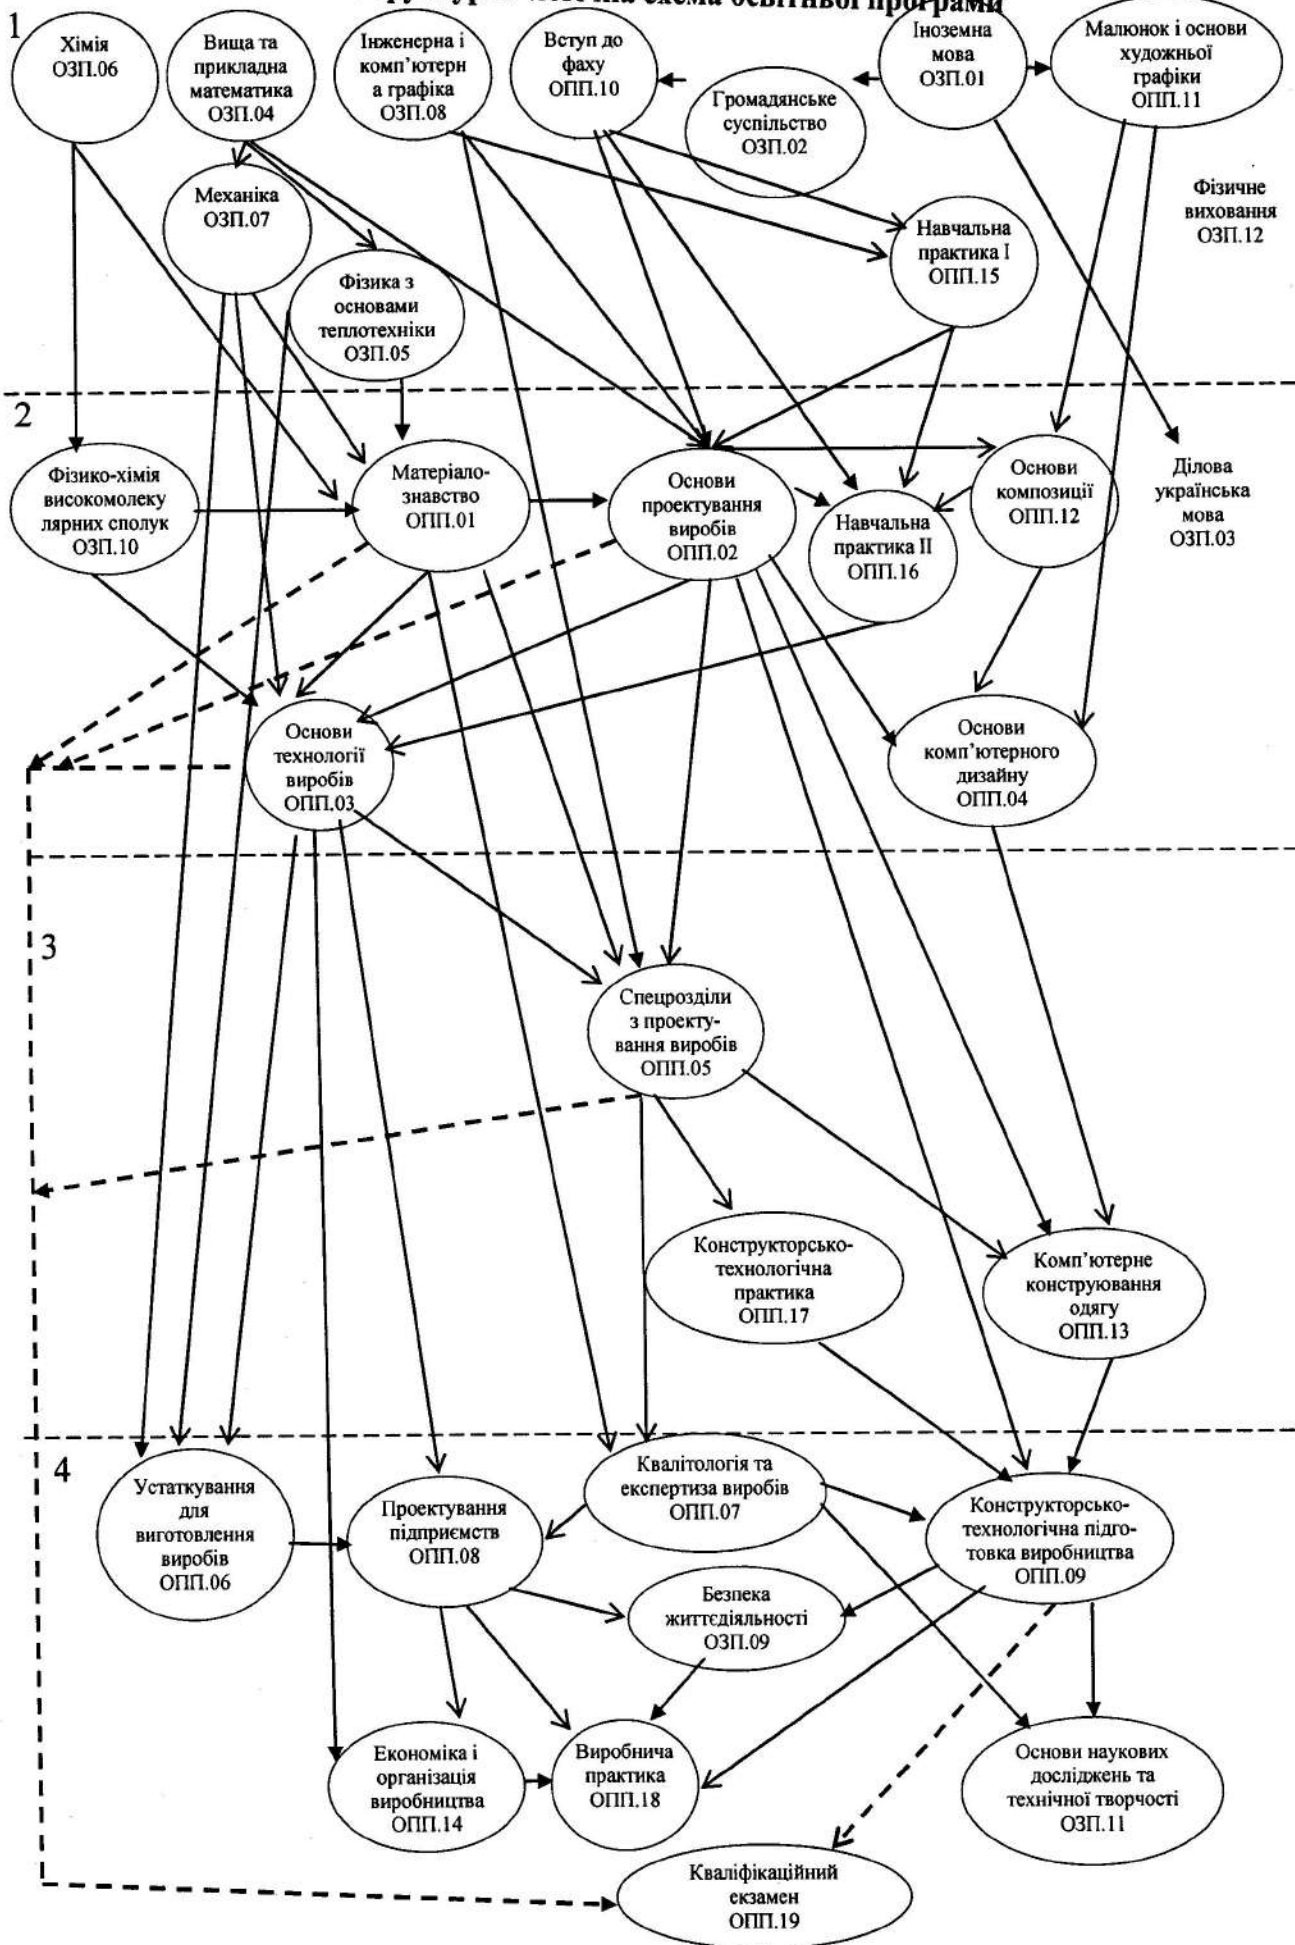 схема освітньої програми
1
Хімія
ОЗП.06
Вища та
прикладна
математика
ОЗП.04
Інженерна і
комп’ютерн
а графіка
ОЗП.08
Вступ до
фаху
ОПП.10
Громадянське
суспільство
ОЗП.02
Іноземна
мова
ОЗП.01
Малюнок і основи
художньої
графіки
ОПП.11
Механіка
ОЗП.07
Фізика з
основами
теплотехніки
ОЗП.05
Навчальна
практика І
ОПП.15
Фізичне
виховання
ОЗП.12
2
Фізико-хімія
високомолеку
лярних сполук
ОЗП.10
Матеріало-
знавство
ОПП.01
Основи
проектування
виробів
ОПП.02
Навчальна
практика ІІ
ОПП.16
Основи
композиції
ОПП.12
Ділова
українська
мова
ОЗП.03
Основи
технології
виробів
ОПП.03
Основи
комп’ютерного
дизайну
ОПП.04
3
Спецрозділи
з проекту-
вання виробів
ОПП.05
Конструкторсько-
технологічна
практика
ОПП.17
Комп’ютерне
конструювання
одягу
ОПП.13
4
Устаткування
для
виготовлення
виробів
ОПП.06
Проектування
підприємств
ОПП.08
Квалітологія та
експертиза виробів
ОПП.07
Конструкторсько-
технологічна підго-
товка виробництва
ОПП.09
Безпека
життєдіяльності
ОЗП.09
Економіка і
організація
виробництва
ОПП.14
Виробнича
практика
ОПП.18
Основи наукових
досліджень та
технічної творчості
ОЗП.11
Кваліфікаційний
екзамен
ОПП.19